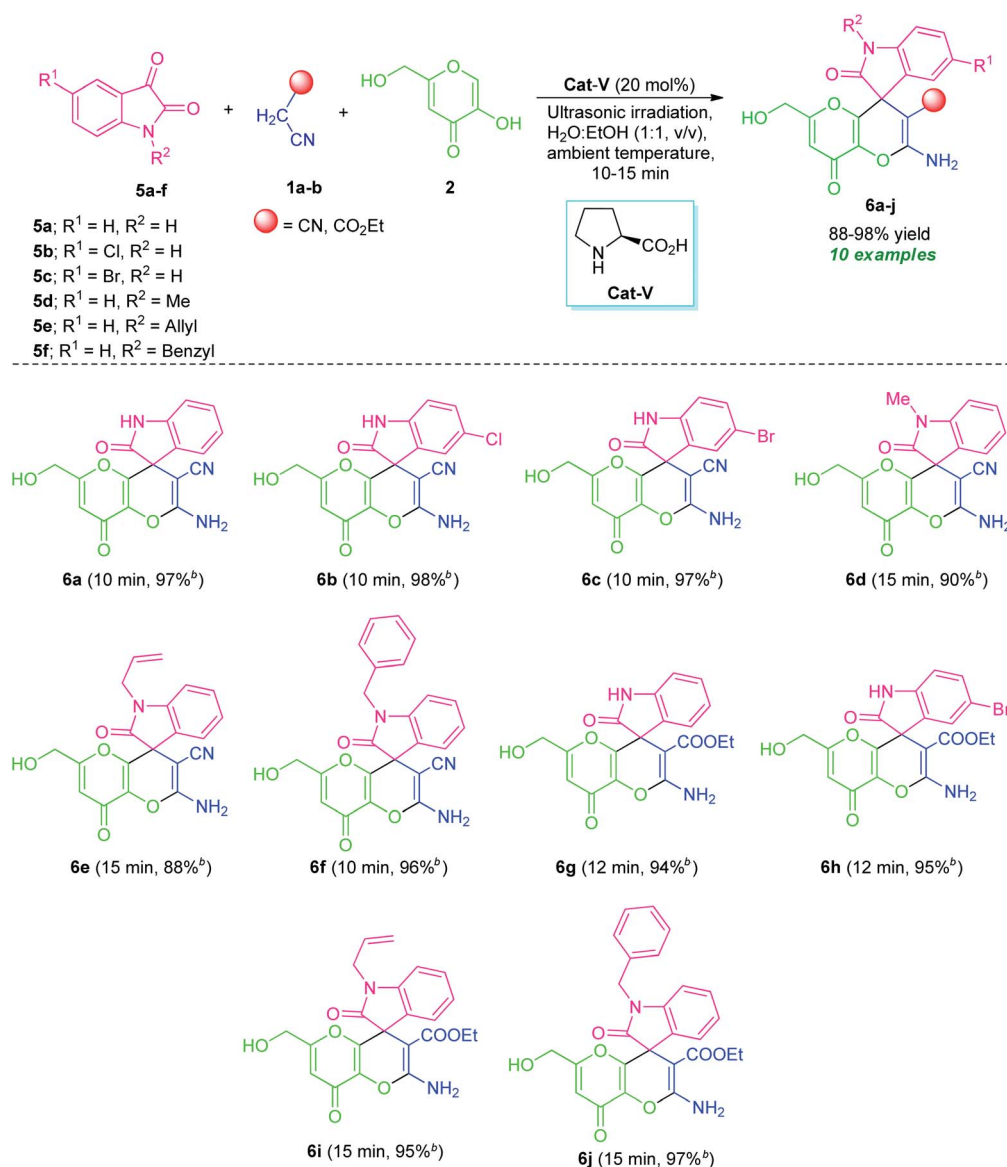 R¹
O
O
N
R²
5a-f
+
H₂C
CN
1a-b
+
HO
O
OH
O
2
Cat-V (20 mol%)
Ultrasonic irradiation,
H₂O:EtOH (1:1, v/v),
ambient temperature,
10-15 min
N
H
CO₂H
Cat-V
R²
N
O
R¹
HO
O
O
NH₂
O
6a-j
88-98% yield
10 examples
= CN, CO₂Et
5a; R¹ = H, R² = H
5b; R¹ = Cl, R² = H
5c; R¹ = Br, R² = H
5d; R¹ = H, R² = Me
5e; R¹ = H, R² = Allyl
5f; R¹ = H, R² = Benzyl
HN
O
HO
O
CN
O
NH₂
O
6a (10 min, 97%ᵇ)
HN
Cl
O
HO
O
CN
O
NH₂
O
6b (10 min, 98%ᵇ)
HN
Br
O
HO
O
CN
O
NH₂
O
6c (10 min, 97%ᵇ)
Me
N
O
HO
O
CN
O
NH₂
O
6d (15 min, 90%ᵇ)
N
O
HO
O
CN
O
NH₂
O
6e (15 min, 88%ᵇ)
N
O
HO
O
CN
O
NH₂
O
6f (10 min, 96%ᵇ)
HN
O
HO
O
COOEt
O
NH₂
O
6g (12 min, 94%ᵇ)
HN
Br
O
HO
O
COOEt
O
NH₂
O
6h (12 min, 95%ᵇ)
N
O
HO
O
COOEt
O
NH₂
O
6i (15 min, 95%ᵇ)
N
O
HO
O
COOEt
O
NH₂
O
6j (15 min, 97%ᵇ)